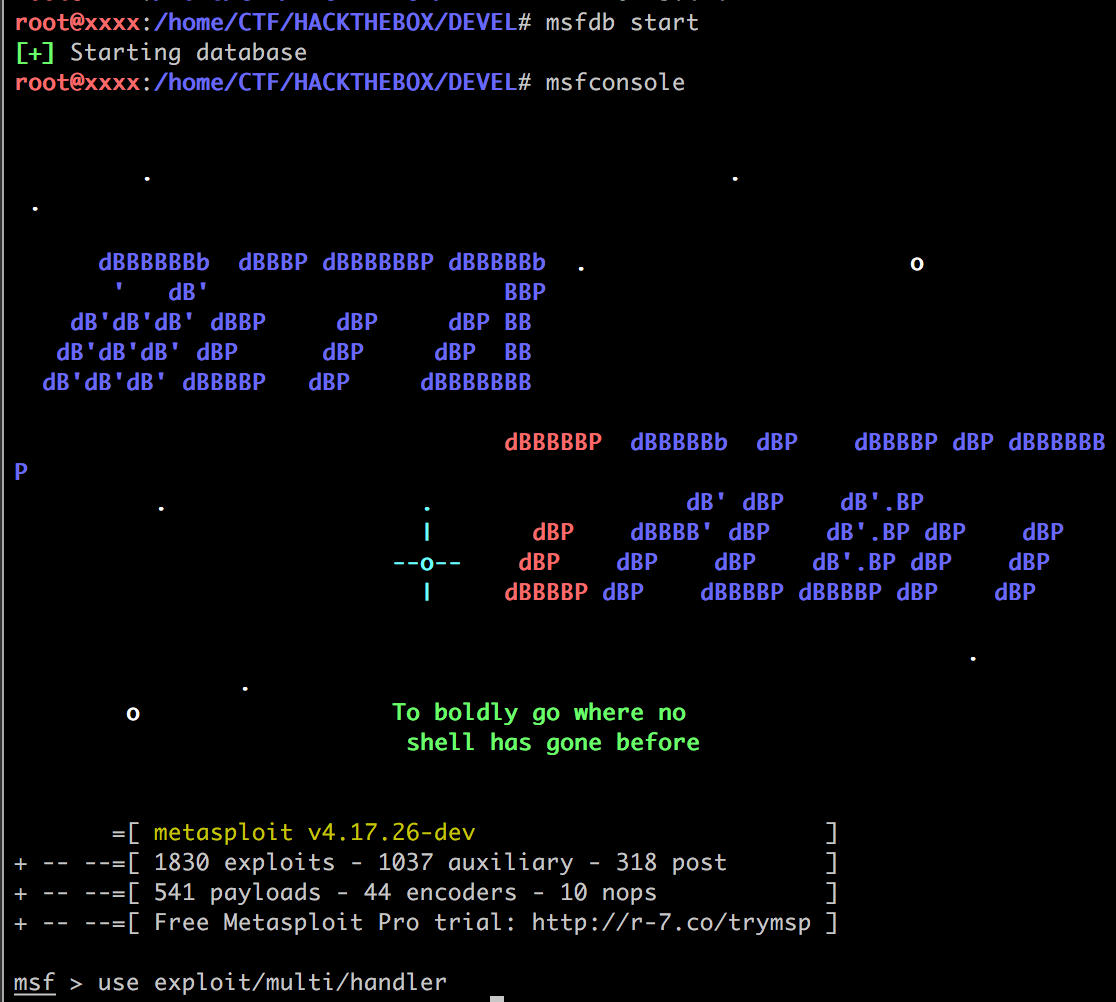 root@xxxx:/home/CTF/HACKTHEBOX/DEVEL# msfdb start
[+] Starting database
root@xxxx:/home/CTF/HACKTHEBOX/DEVEL# msfconsole
         .                                         .
 .
      dBBBBBBb  dBBBP dBBBBBBP dBBBBBb  .                       o
       '   dB'                     BBP
    dB'dB'dB' dBBP     dBP     dBP BB
   dB'dB'dB' dBP      dBP     dBP  BB
  dB'dB'dB' dBBBBP   dBP     dBBBBBBB
                                   dBBBBBP  dBBBBBb  dBP    dBBBBP dBP dBBBBBB
P
          .                  .                  dB' dBP    dB'.BP
                             |       dBP    dBBBB' dBP    dB'.BP dBP    dBP
                           --o--    dBP    dBP    dBP    dB'.BP dBP    dBP
                             |     dBBBBP dBP    dBBBBP dBBBBP dBP    dBP
                                                                    .
                .
        o                  To boldly go where no
                            shell has gone before
       =[ metasploit v4.17.26-dev                         ]
+ -- --=[ 1830 exploits - 1037 auxiliary - 318 post       ]
+ -- --=[ 541 payloads - 44 encoders - 10 nops            ]
+ -- --=[ Free Metasploit Pro trial: http://r-7.co/trymsp ]
msf > use exploit/multi/handler